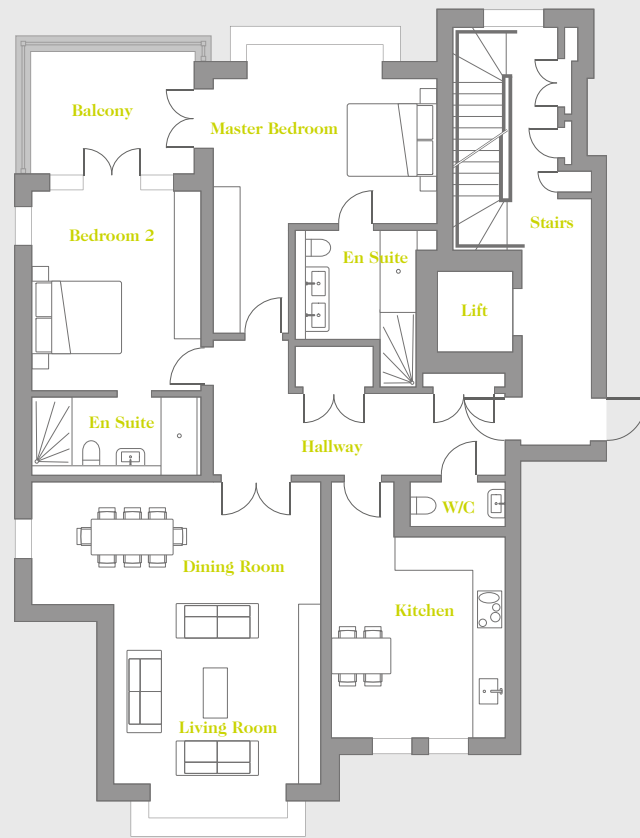 Balcony
Master Bedroom
Bedroom 2
Stairs
En Suite
Lift
En Suite
Hallway
W/C
Dining Room
Kitchen
Living Room